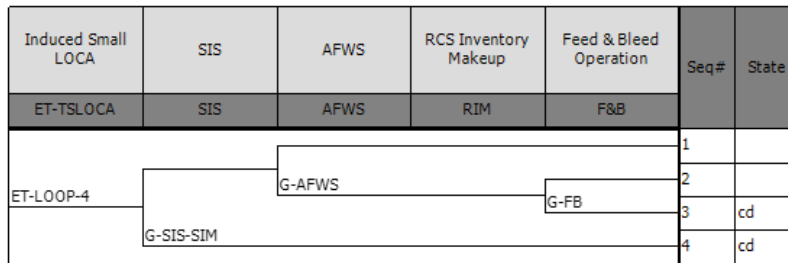 Induced Small LOCA SIS AFWS RCS Inventory Makeup Feed & Bleed Operation Seq# State
ET-TSLOCA SIS AFWS RIM F&B
1
2
G-AFWS
ET-LOOP-4
G-FB
3 cd
G-SIS-SIM
4 cd